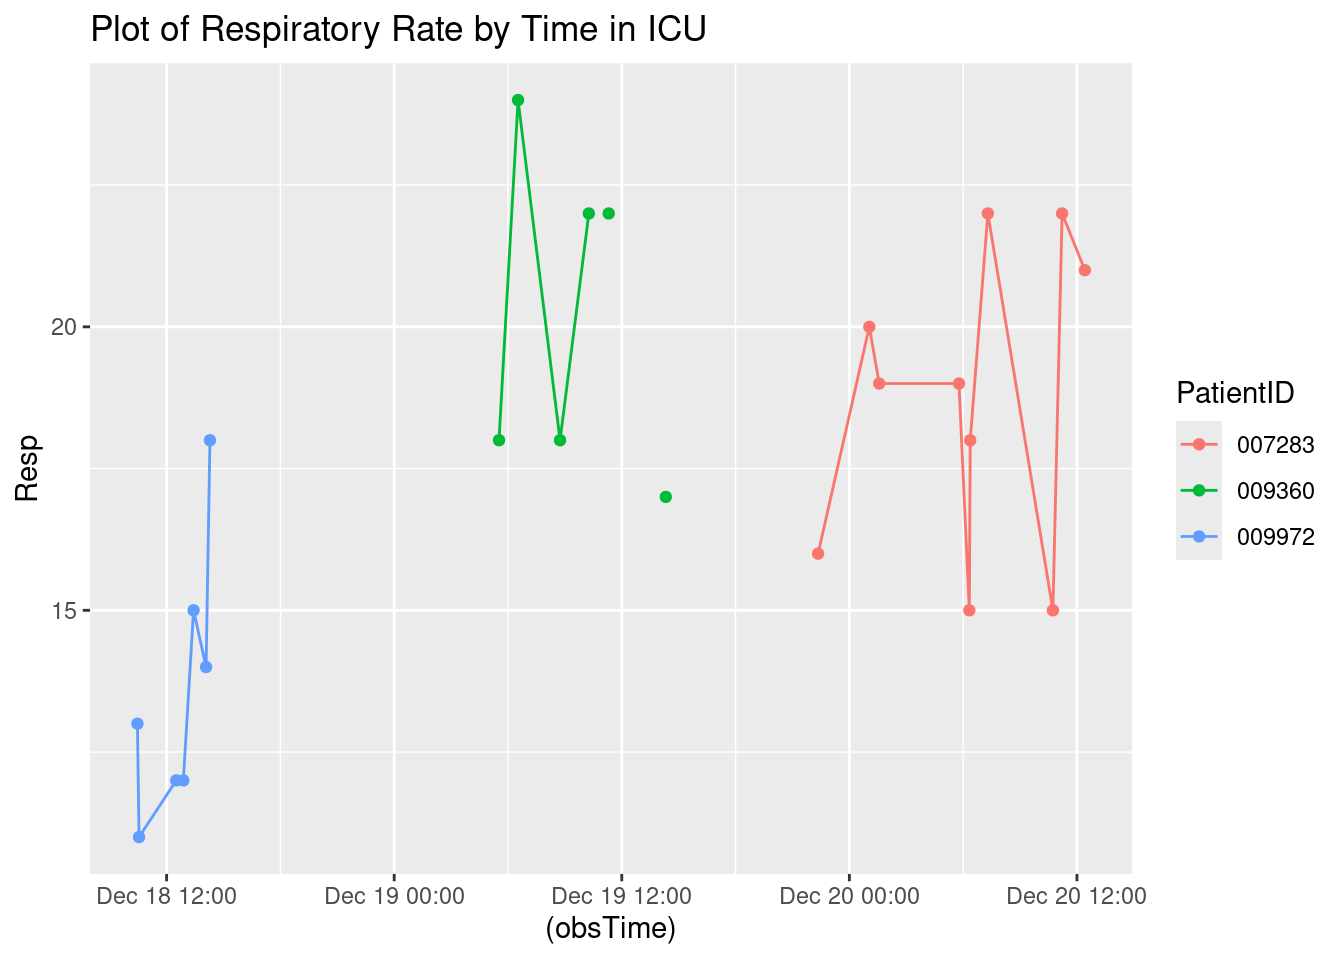 Plot of Respiratory Rate by Time in ICU
Resp
20
15
Dec 18 12:00
Dec 19 00:00
Dec 19 12:00
Dec 20 00:00
Dec 20 12:00
(obsTime)
PatientID
007283
009360
009972